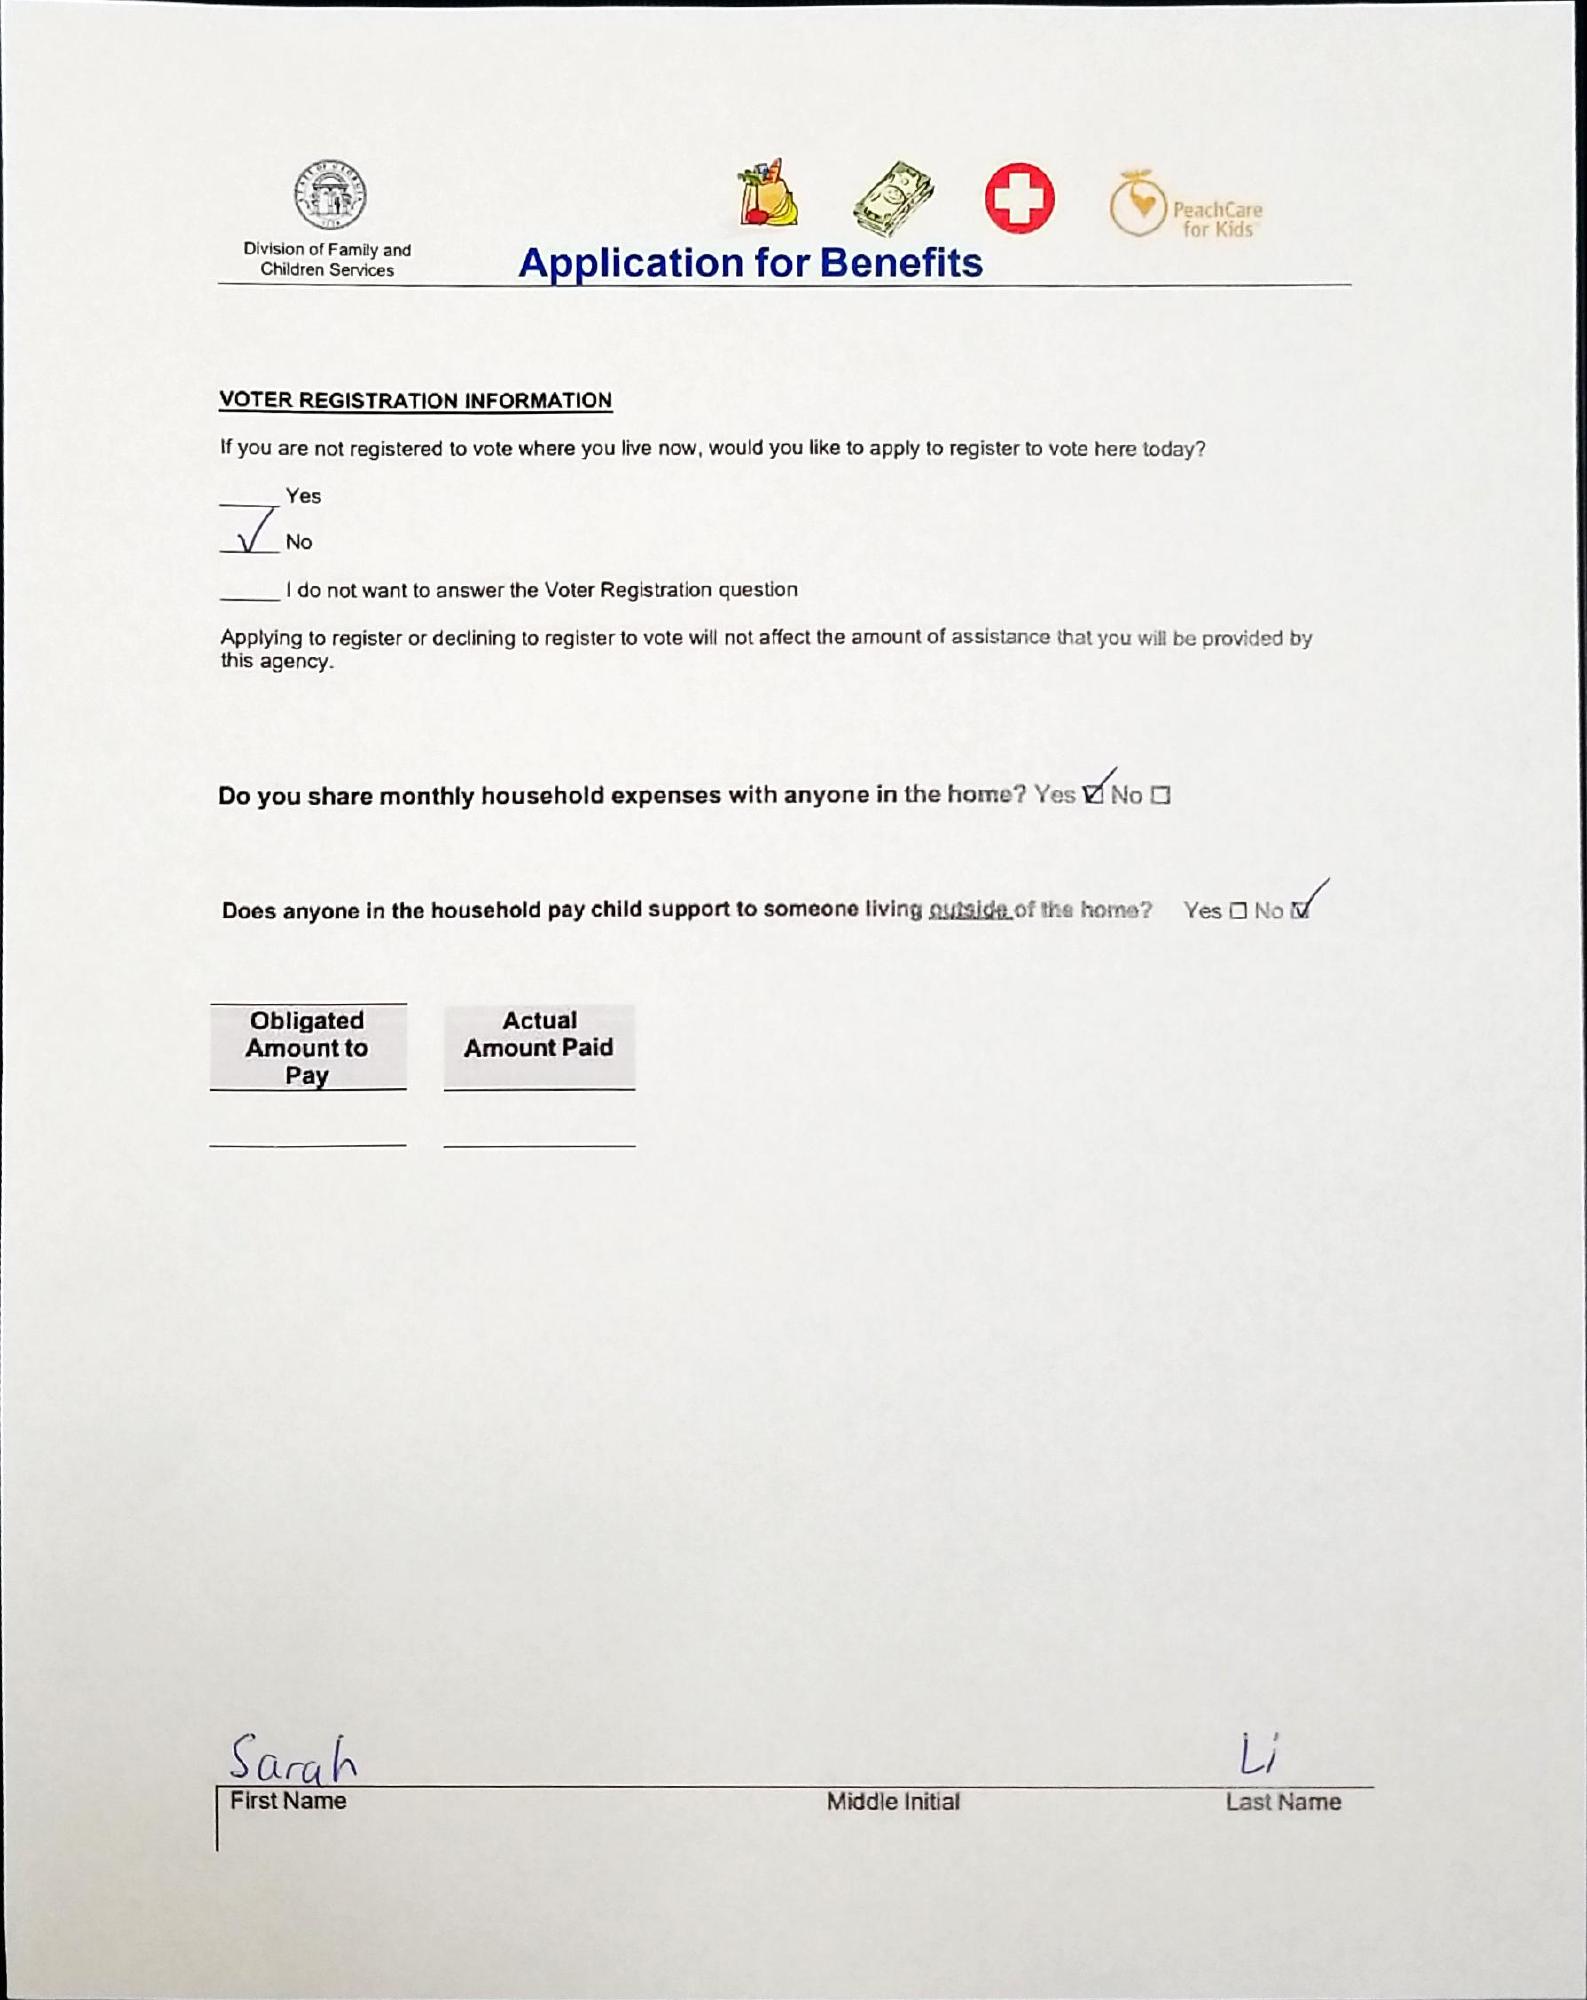 STATE OF GEORGIA
1776
Division of Family and
Children Services
Application for Benefits
PeachCare
for Kids
VOTER REGISTRATION INFORMATION
If you are not registered to vote where you live now, would you like to apply to register to vote here today?
_____ Yes
__√__ No
_____ I do not want to answer the Voter Registration question
Applying to register or declining to register to vote will not affect the amount of assistance that you will be provided by
this agency.
Do you share monthly household expenses with anyone in the home? Yes ☑ No ☐
Does anyone in the household pay child support to someone living outside of the home? Yes ☐ No ☑
Obligated
Amount to
Pay
Actual
Amount Paid
Sarah Li
First Name Middle Initial Last Name